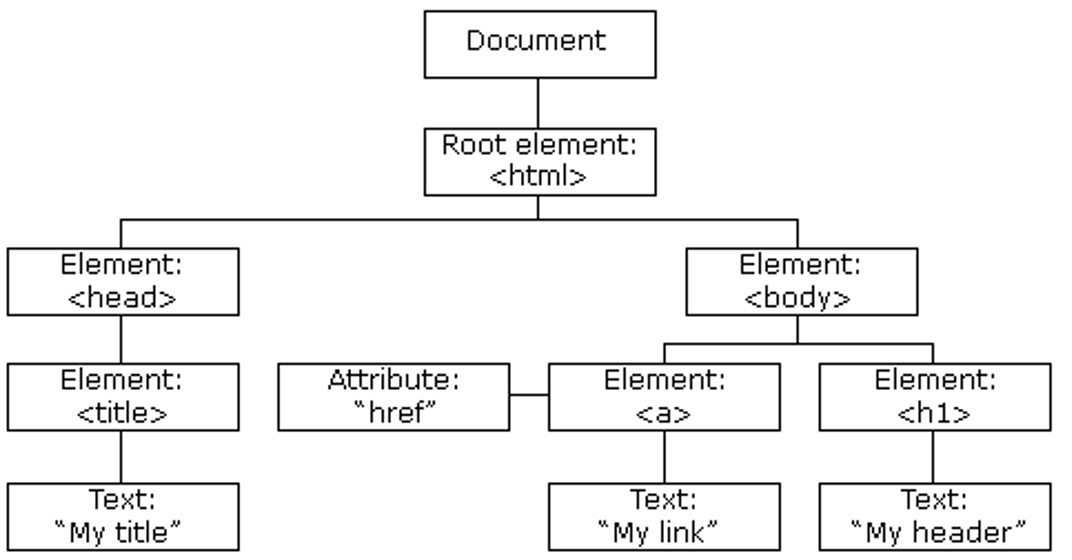 Document
Root element:
<html>
Element:
<head>
Element:
<body>
Element:
<title>
Attribute:
“href”
Element:
<a>
Element:
<h1>
Text:
“My title”
Text:
“My link”
Text:
“My header”